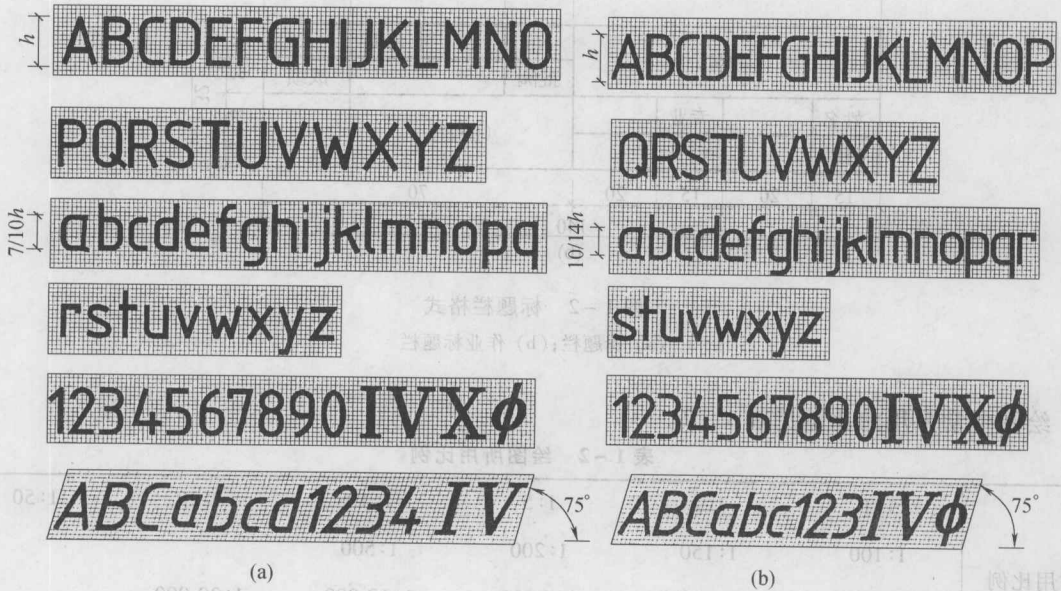 h
ABCDEFGHIJKLMNO
PQRSTUVWXYZ
7/10h
abcdefghijklmnopq
rstuvwxyz
1234567890 IVXϕ
ABCabcd1234 IV
75°
(a)
h
ABCDEFGHIJKLMNOP
QRSTUVWXYZ
10/14h
abcdefghijklmnopqr
stuvwxyz
1234567890IVXϕ
ABCabc123IVϕ
75°
(b)